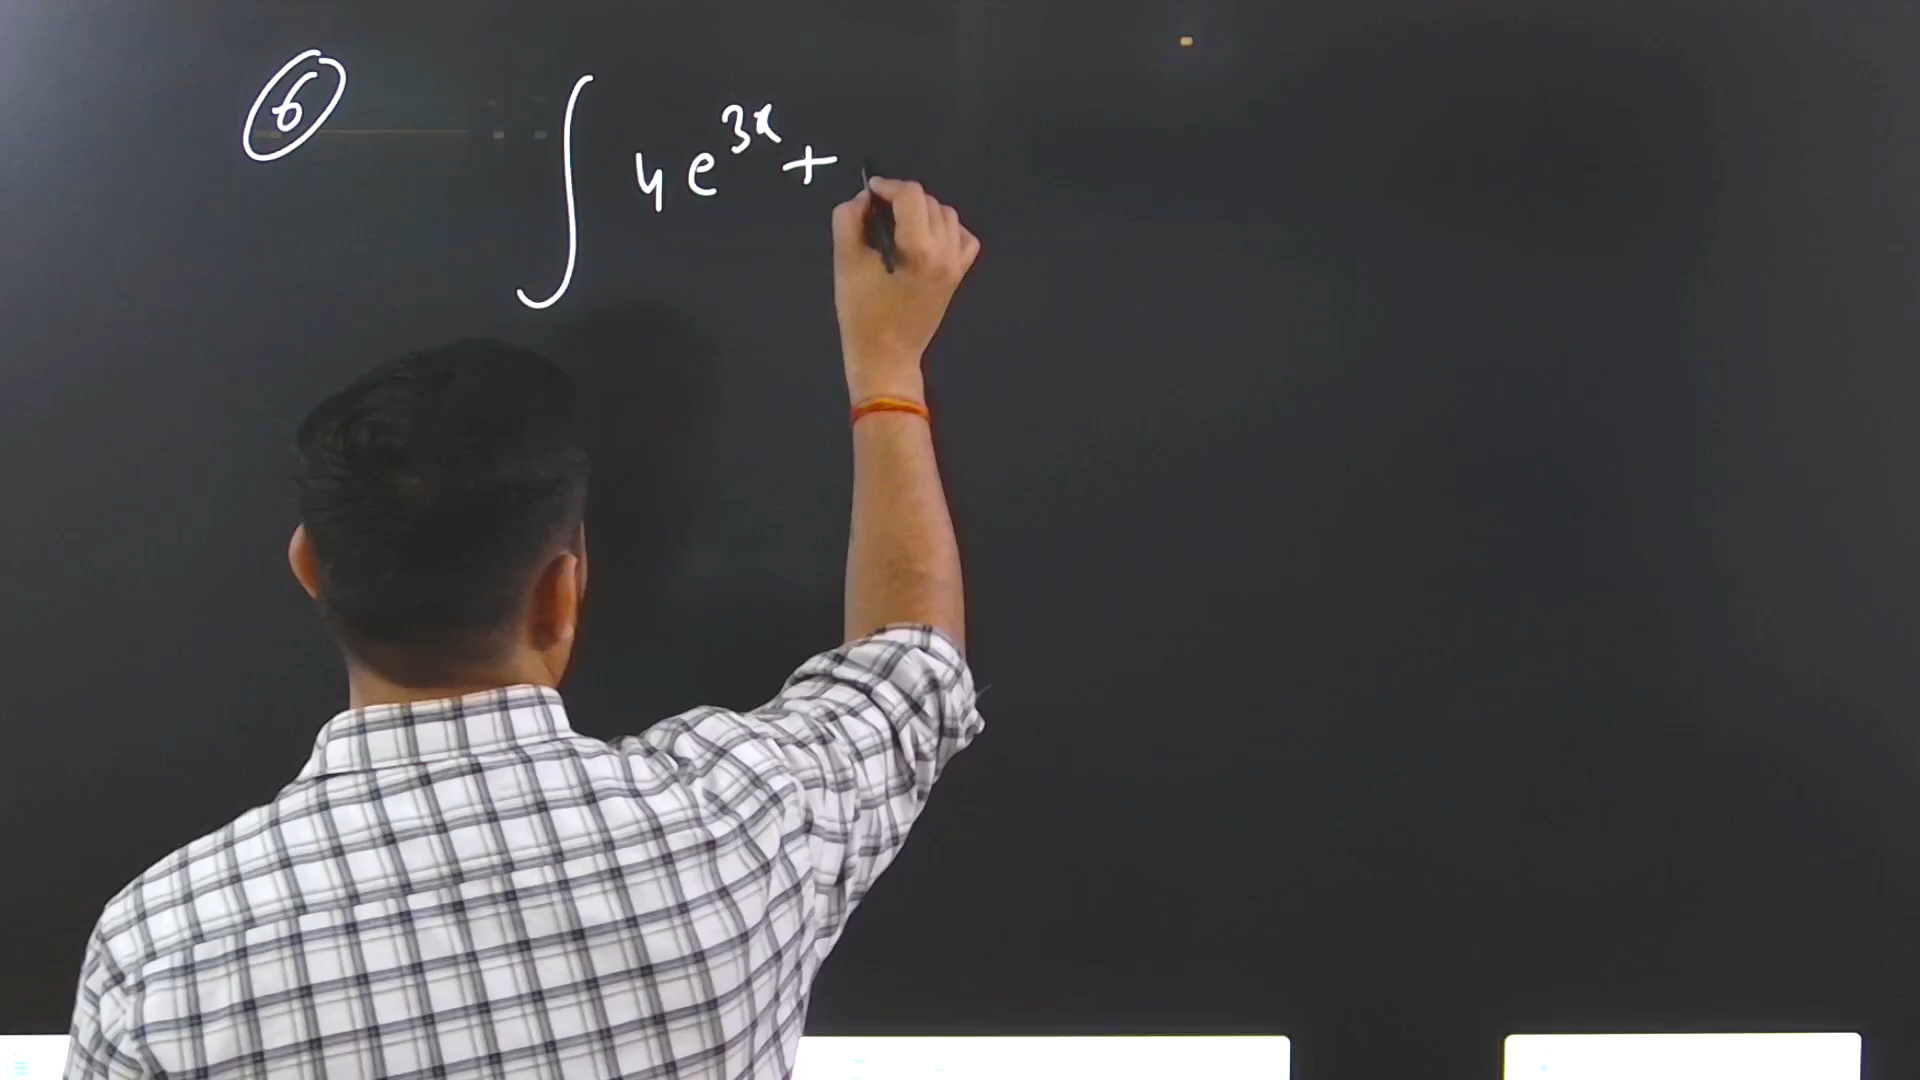 ⑥ ∫ 4e^{3x} +